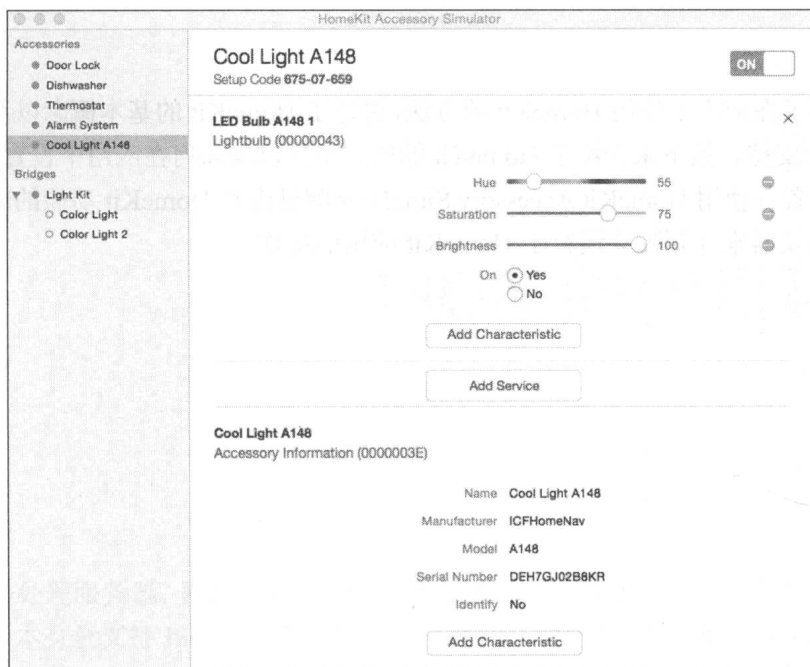 HomeKit Accessory Simulator
Accessories
Door Lock
Dishwasher
Thermostat
Alarm System
Cool Light A148
Bridges
Light Kit
Color Light
Color Light 2
Cool Light A148
ON
Setup Code 675-07-659
LED Bulb A148 1
Lightbulb (00000043)
Hue 55
Saturation 75
Brightness 100
On Yes
No
Add Characteristic
Add Service
Cool Light A148
Accessory Information (0000003E)
Name Cool Light A148
Manufacturer ICFHomeNav
Model A148
Serial Number DEH7GJ02B8KR
Identify No
Add Characteristic